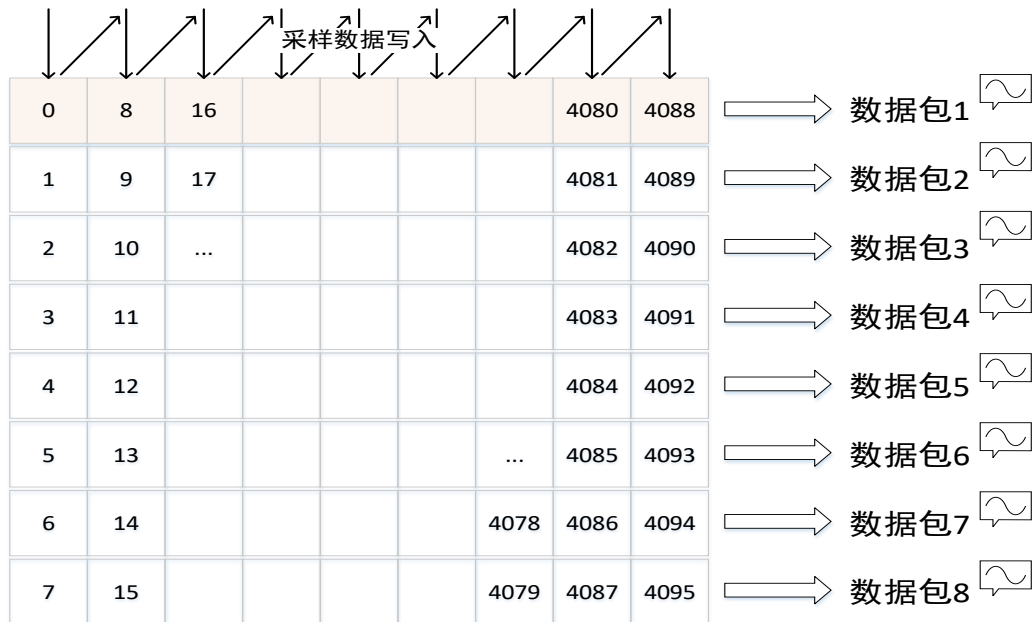 采样数据写入
0 8 16 4080 4088 数据包1
1 9 17 4081 4089 数据包2
2 10 ... 4082 4090 数据包3
3 11 4083 4091 数据包4
4 12 4084 4092 数据包5
5 13 ... 4085 4093 数据包6
6 14 4078 4086 4094 数据包7
7 15 4079 4087 4095 数据包8